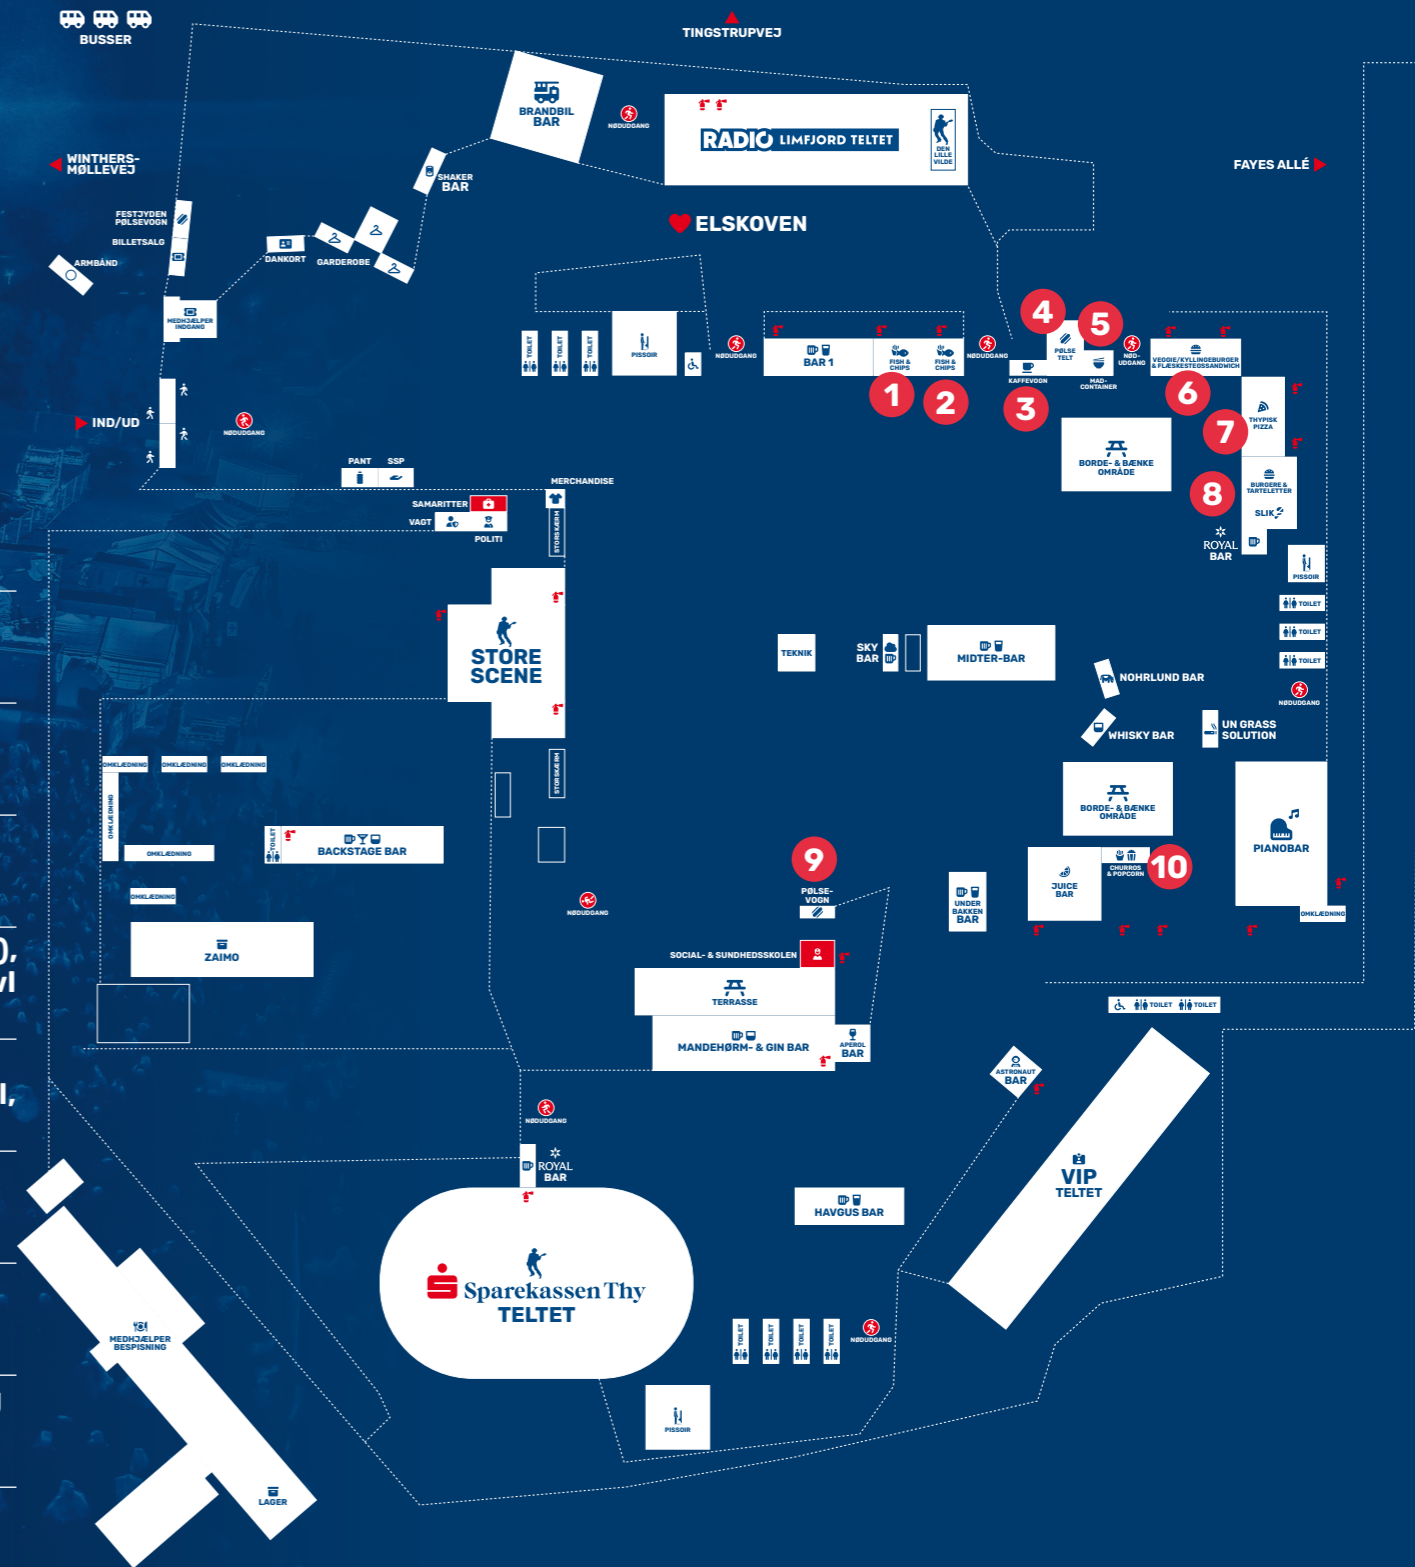 BUSSER
TINGSTRUPVEJ
BRANDBIL
BAR
NØDUDGANG
RADIO LIMFJORD TELTET
DEN
LILLE
VILDE
WINTHERS-
MØLLEVEJ
FAYES ALLÉ
SHAKER
BAR
FESTJYDEN
PØLSEVOGN
BILLETSALG
ELSKOVEN
ARMBÅND
DANKORT
GARDEROBE
MEDHJÆLPER
INDGANG
TOILET
TOILET
TOILET
PISSOIR
NØDUDGANG
BAR 1
FISH &
CHIPS
FISH &
CHIPS
NØDUDGANG
4
5
PØLSE
TELT
KAFFEVOGN
MAD-
CONTAINER
NØD-
UDGANG
VEGGIE/KYLLINGEBURGER
& FLÆSKESTEGSSANDWICH
1
2
3
6
IND/UD
NØDUDGANG
7
THYPISK
PIZZA
BORDE- & BÆNKE
OMRÅDE
PANT
SSP
8
BURGERE &
TARTELETTER
SLIK
MERCHANDISE
SAMARITTER
VAGT
POLITI
STORSKÆRM
ROYAL
BAR
PISSOIR
TOILET
TOILET
TOILET
STORE
SCENE
TEKNIK
SKY
BAR
MIDTER-BAR
NOHRLUND BAR
NØDUDGANG
WHISKY BAR
UN GRASS
SOLUTION
OMKLÆDNING
OMKLÆDNING
OMKLÆDNING
OMKLÆDNING
STORSKÆRM
BORDE- & BÆNKE
OMRÅDE
OMKLÆDNING
TOILET
BACKSTAGE BAR
9
10
PIANOBAR
CHURROS
& POPCORN
JUICE
BAR
OMKLÆDNING
PØLSE-
VOGN
UNDER
BAKKEN
BAR
NØDUDGANG
OMKLÆDNING
),
vl
ZAIMO
SOCIAL- & SUNDHEDSSKOLEN
TERRASSE
TOILET
TOILET
MANDEHØRM- & GIN BAR
APEROL
BAR
ASTRONAUT
BAR
l,
NØDUDGANG
ROYAL
BAR
VIP
TELTET
HAVGUS BAR
Sparekassen Thy
TELTET
MEDHJÆLPER
BESPISNING
TOILET
TOILET
TOILET
TOILET
NØDUDGANG
PISSOIR
LAGER